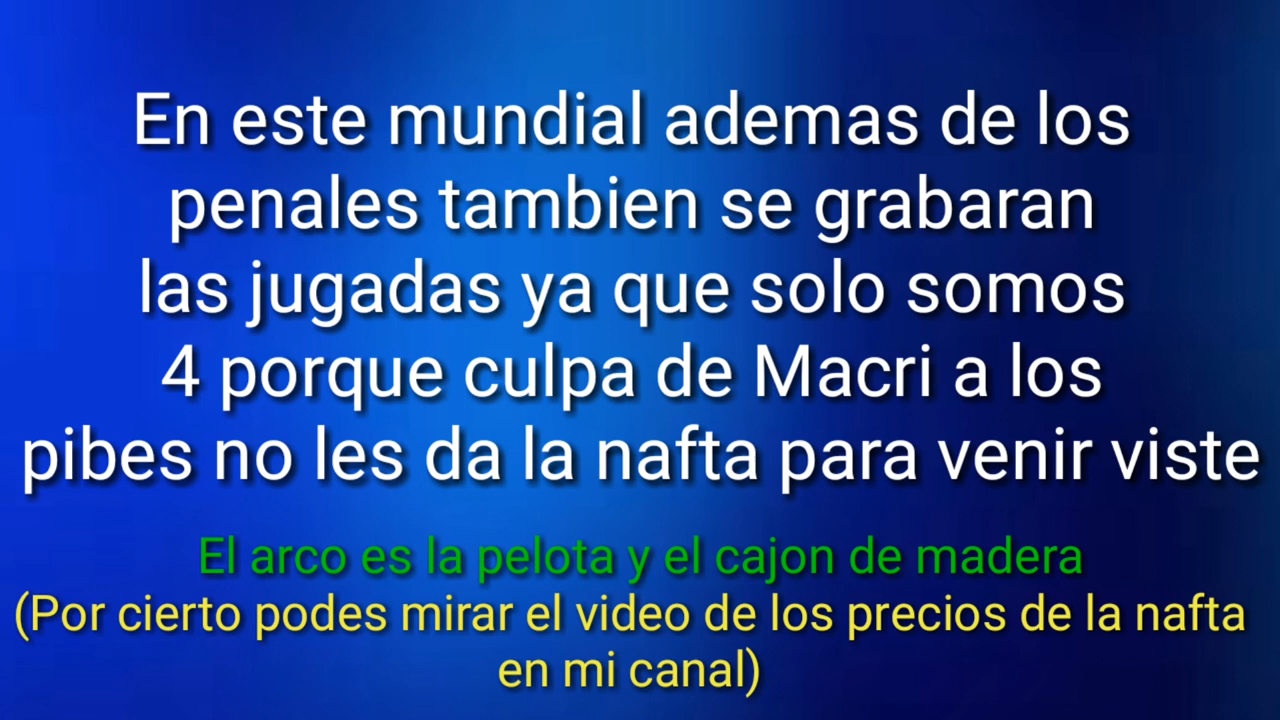 En este mundial ademas de los
penales tambien se grabaran
las jugadas ya que solo somos
4 porque culpa de Macri a los
pibes no les da la nafta para venir viste
El arco es la pelota y el cajon de madera
(Por cierto podes mirar el video de los precios de la nafta
en mi canal)